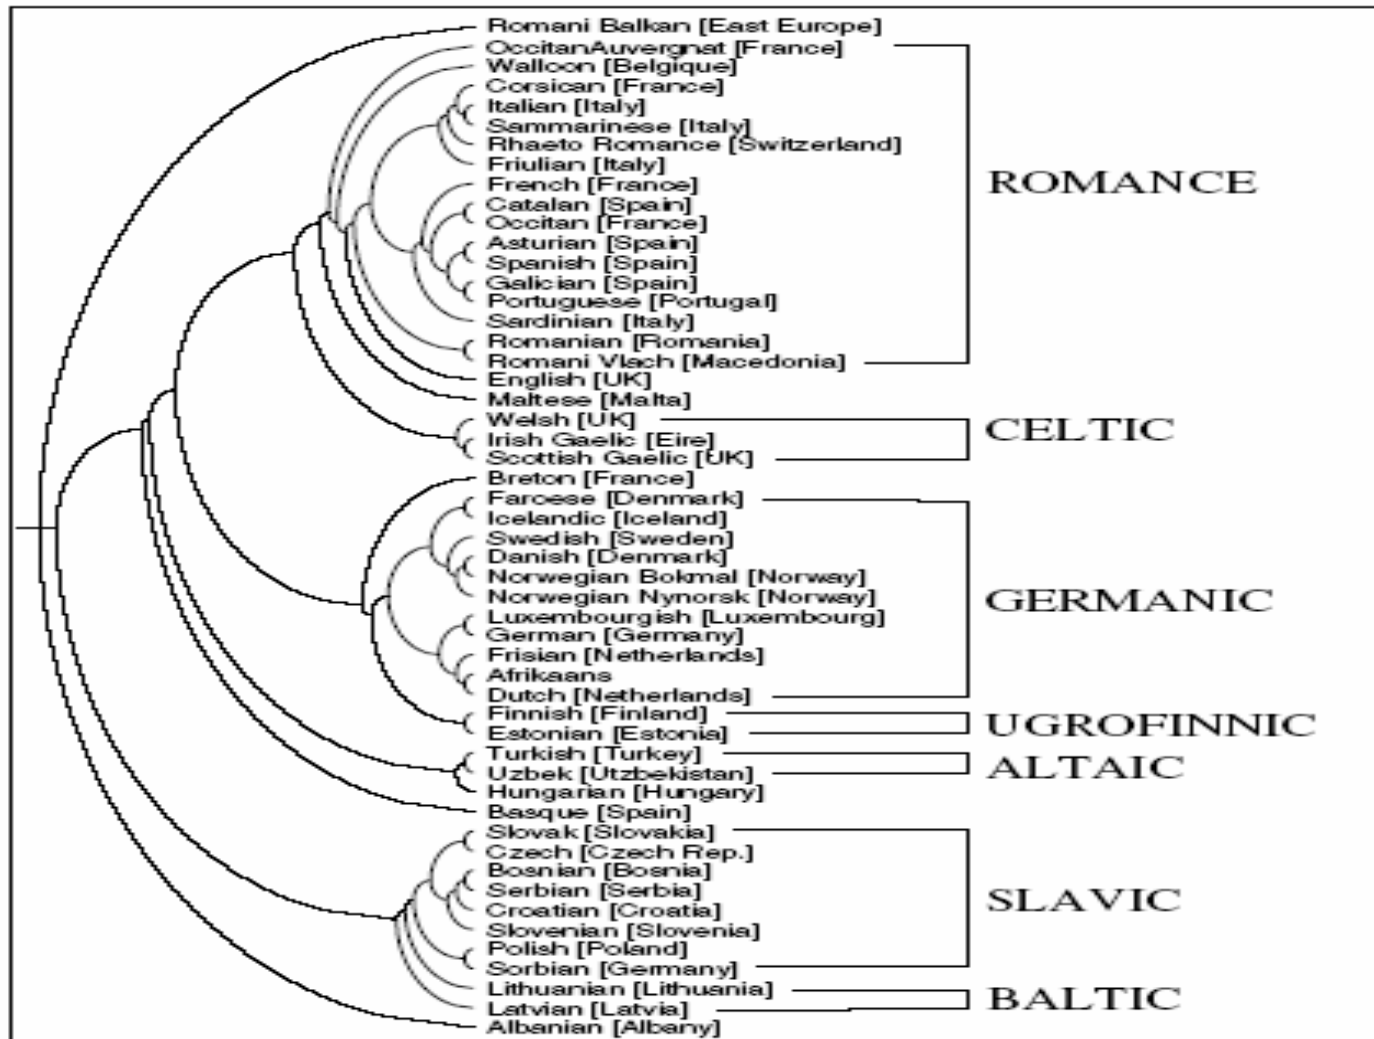 Romani Balkan [East Europe]
OccitanAuvergnat [France]
Walloon [Belgique]
Corsican [France]
Italian [Italy]
Sammarinese [Italy]
Rhaeto Romance [Switzerland]
Friulian [Italy]
French [France]
Catalan [Spain]
Occitan [France]
Asturian [Spain]
Spanish [Spain]
Galician [Spain]
Portuguese [Portugal]
Sardinian [Italy]
Romanian [Romania]
Romani Vlach [Macedonia]
ROMANCE
English [UK]
Maltese [Malta]
Welsh [UK]
Irish Gaelic [Eire]
Scottish Gaelic [UK]
CELTIC
Breton [France]
Faroese [Denmark]
Icelandic [Iceland]
Swedish [Sweden]
Danish [Denmark]
Norwegian Bokmal [Norway]
Norwegian Nynorsk [Norway]
Luxembourgish [Luxembourg]
German [Germany]
Frisian [Netherlands]
Afrikaans
Dutch [Netherlands]
GERMANIC
Finnish [Finland]
Estonian [Estonia]
UGROFINNIC
Turkish [Turkey]
Uzbek [Utzbekistan]
ALTAIC
Hungarian [Hungary]
Basque [Spain]
Slovak [Slovakia]
Czech [Czech Rep.]
Bosnian [Bosnia]
Serbian [Serbia]
Croatian [Croatia]
Slovenian [Slovenia]
Polish [Poland]
Sorbian [Germany]
SLAVIC
Lithuanian [Lithuania]
Latvian [Latvia]
BALTIC
Albanian [Albany]